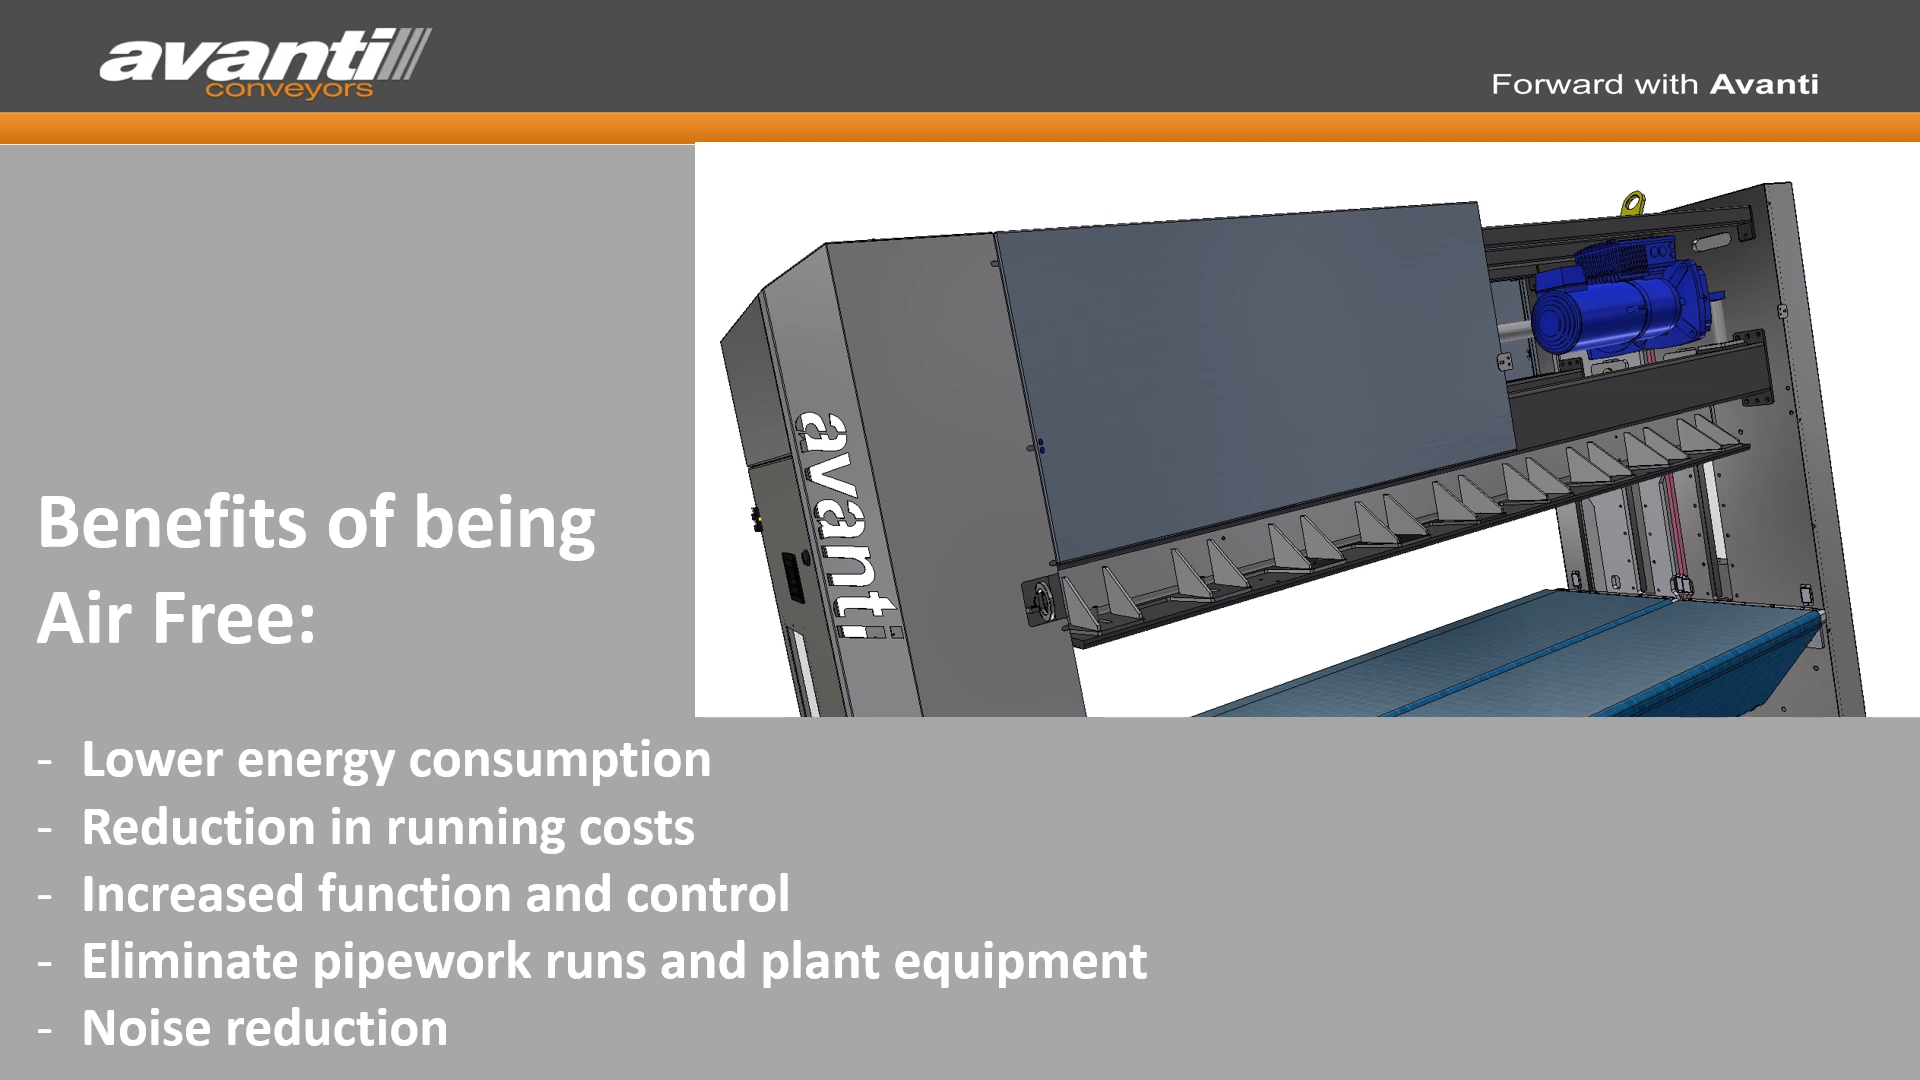 avanti
conveyors
Forward with Avanti
avanti
Benefits of being
Air Free:
- Lower energy consumption
- Reduction in running costs
- Increased function and control
- Eliminate pipework runs and plant equipment
- Noise reduction